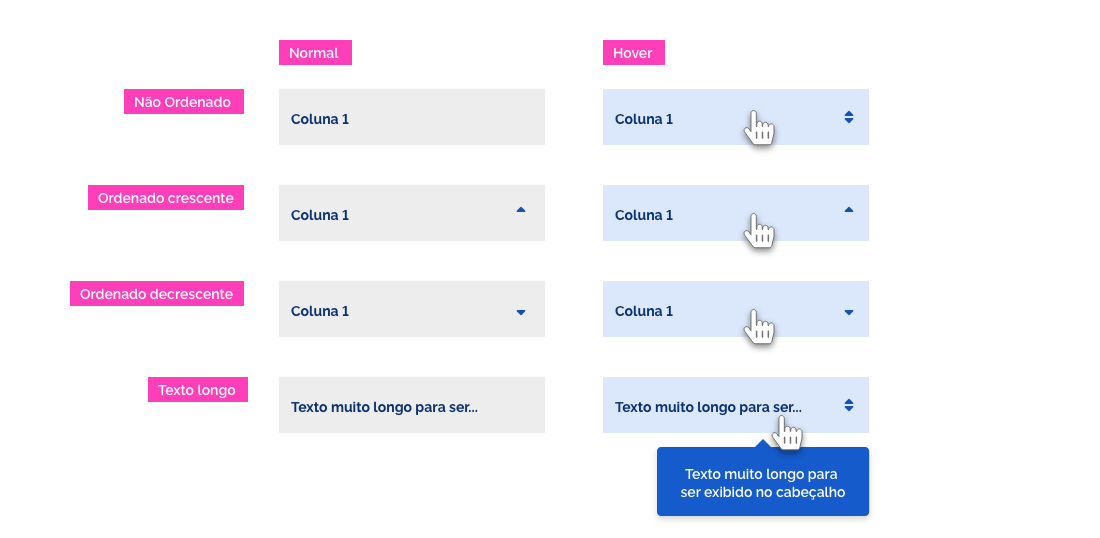 Normal
Hover
Não Ordenado
Coluna 1
Coluna 1
Ordenado crescente
Coluna 1
Coluna 1
Ordenado decrescente
Coluna 1
Coluna 1
Texto longo
Texto muito longo para ser...
Texto muito longo para ser...
Texto muito longo para
ser exibido no cabeçalho